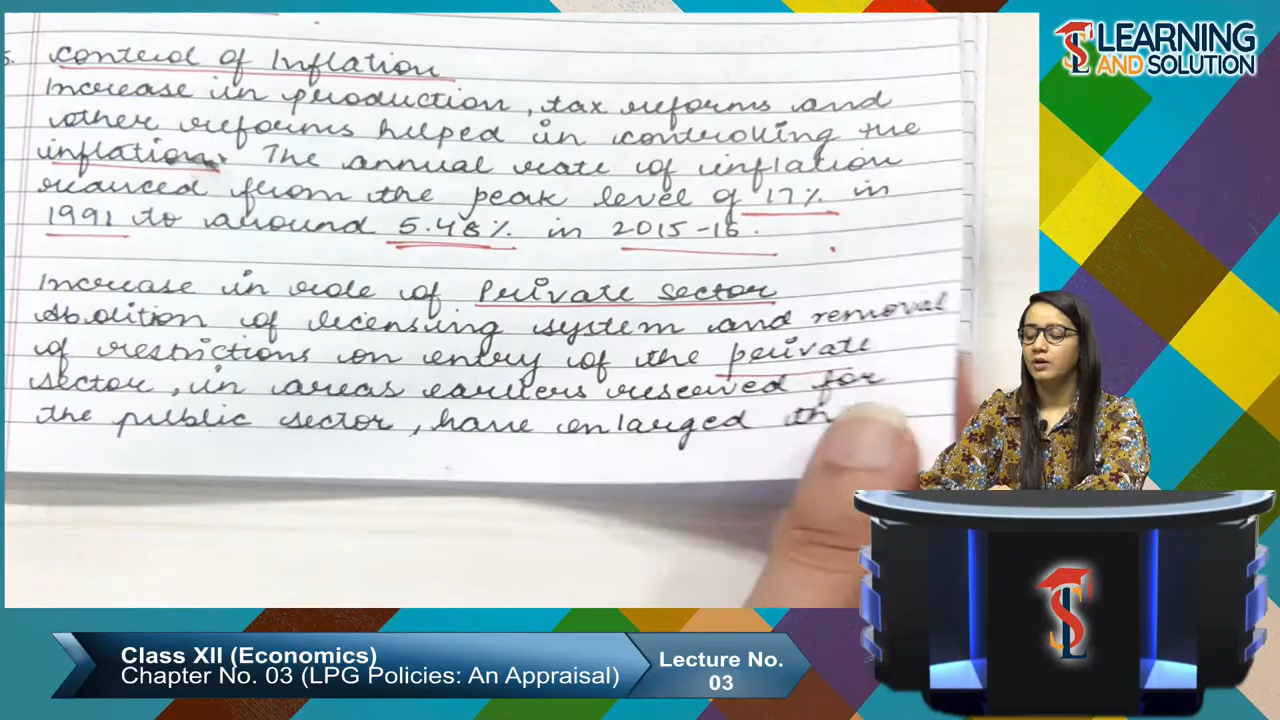 5. Control of Inflation
Increase in production, tax reforms and
other reforms helped in controlling the
inflation. The annual rate of inflation
reduced from the peak level of 17% in
1991 to around 5.48% in 2015-16.
Increase in role of Private sector
Abolition of licensing system and removal
of restrictions on entry of the private
sector, in areas earliers reserved for
the public sector, have enlarged
LEARNING
AND SOLUTION
Class XII (Economics)
Chapter No. 03 (LPG Policies: An Appraisal)
Lecture No.
03